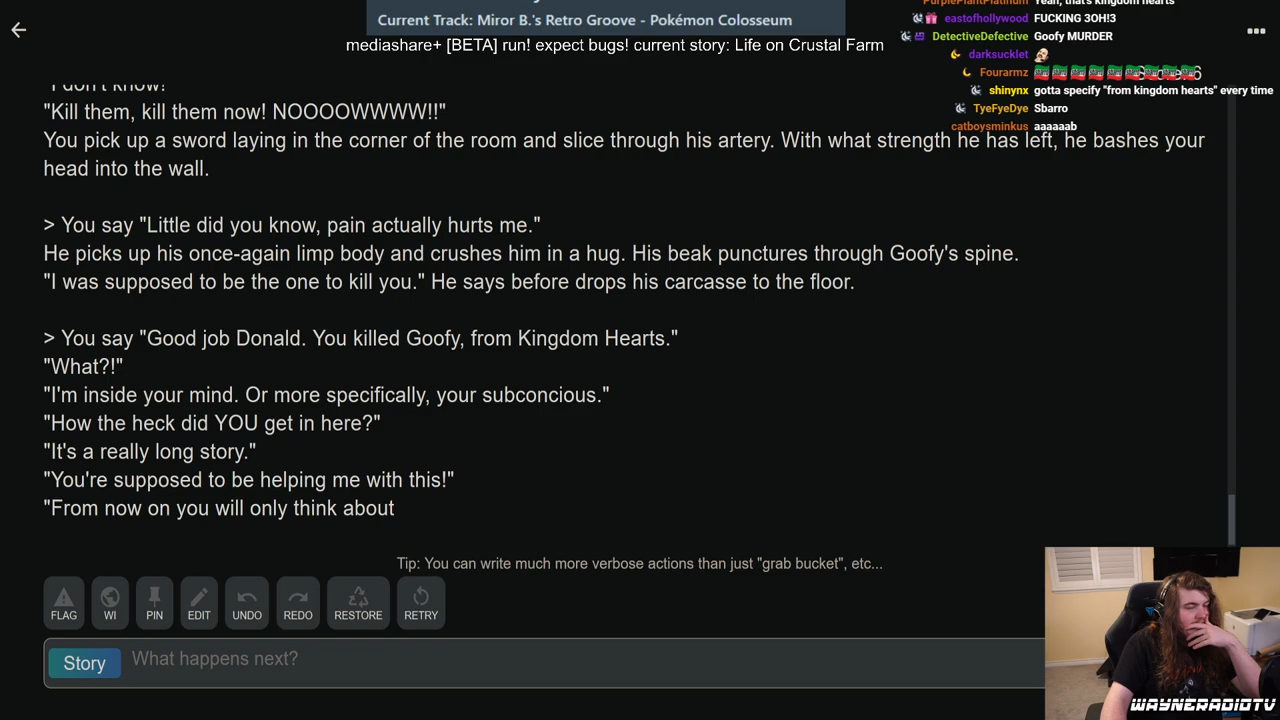 Current Track: Miror B.'s Retro Groove - Pokémon Colosseum
mediashare+ [BETA] run! expect bugs! current story: Life on Crustal Farm
PurplePlantPlatinum Yeah, that's kingdom hearts
eastofhollywood FUCKING 3OH!3
DetectiveDefective Goofy MURDER
darksucklet
Fourarmz
shinynx gotta specify "from kingdom hearts" every time
TyeFyeDye Sbarro
catboysminkus aaaaaab
"I don't know!"
"Kill them, kill them now! NOOOOWWWW!!"
You pick up a sword laying in the corner of the room and slice through his artery. With what strength he has left, he bashes your
head into the wall.
> You say "Little did you know, pain actually hurts me."
He picks up his once-again limp body and crushes him in a hug. His beak punctures through Goofy's spine.
"I was supposed to be the one to kill you." He says before drops his carcasse to the floor.
> You say "Good job Donald. You killed Goofy, from Kingdom Hearts."
"What?!"
"I'm inside your mind. Or more specifically, your subconcious."
"How the heck did YOU get in here?"
"It's a really long story."
"You're supposed to be helping me with this!"
"From now on you will only think about
Tip: You can write much more verbose actions than just "grab bucket", etc...
FLAG WI PIN EDIT UNDO REDO RESTORE RETRY
Story What happens next?
WAYNERADIOTV